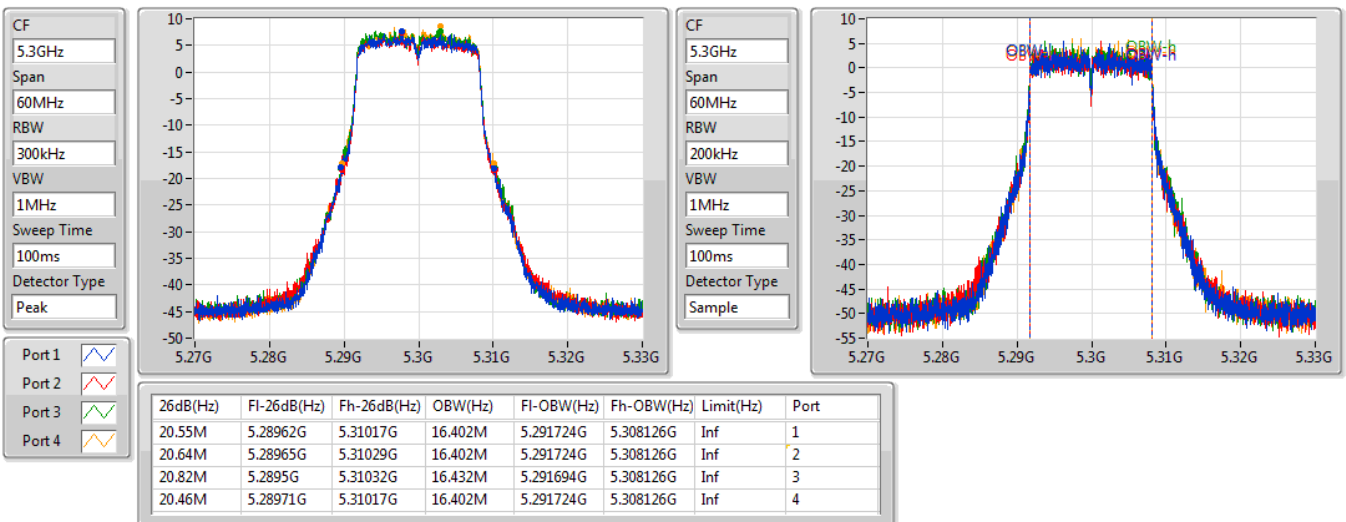 CF
5.3GHz
Span
60MHz
RBW
300kHz
VBW
1MHz
Sweep Time
100ms
Detector Type
Peak
10
5
0
-5
-10
-15
-20
-25
-30
-35
-40
-45
-50
5.27G 5.28G 5.29G 5.3G 5.31G 5.32G 5.33G
CF
5.3GHz
Span
60MHz
RBW
200kHz
VBW
1MHz
Sweep Time
100ms
Detector Type
Sample
10
5
0
-5
-10
-15
-20
-25
-30
-35
-40
-45
-50
-55
OBW-h
5.27G 5.28G 5.29G 5.3G 5.31G 5.32G 5.33G
Port 1
Port 2
Port 3
Port 4
26dB(Hz) Fl-26dB(Hz) Fh-26dB(Hz) OBW(Hz) Fl-OBW(Hz) Fh-OBW(Hz) Limit(Hz) Port
20.55M 5.28962G 5.31017G 16.402M 5.291724G 5.308126G Inf 1
20.64M 5.28965G 5.31029G 16.402M 5.291724G 5.308126G Inf 2
20.82M 5.2895G 5.31032G 16.432M 5.291694G 5.308126G Inf 3
20.46M 5.28971G 5.31017G 16.402M 5.291724G 5.308126G Inf 4